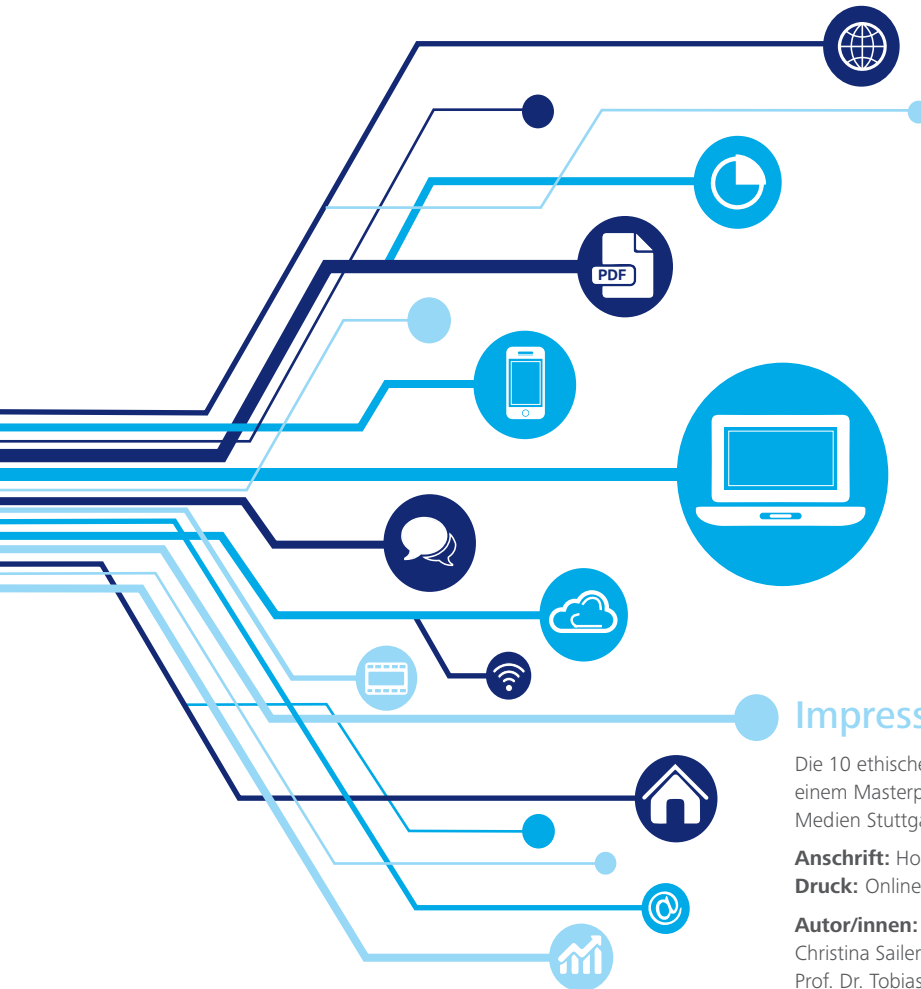 PDF
@
Impress
Die 10 ethische
einem Masterp
Medien Stuttga
Anschrift: Ho
Druck: Online
Autor/innen:
Christina Sailer
Prof. Dr. Tobias